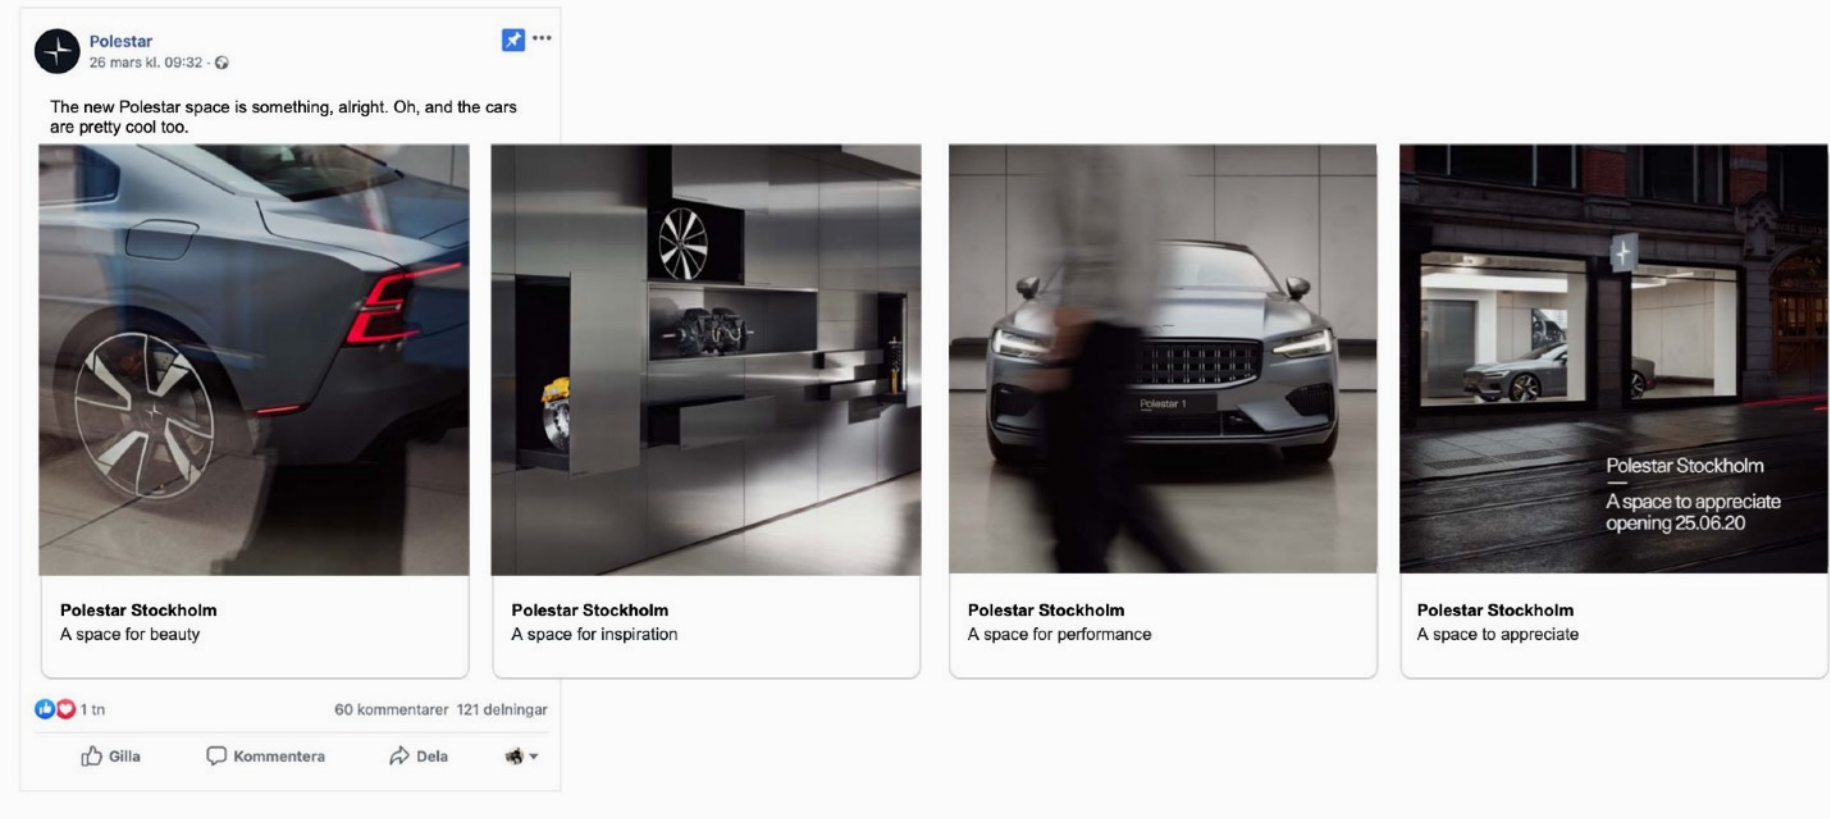 Polestar
26 mars kl. 09:32 ·
The new Polestar space is something, alright. Oh, and the cars
are pretty cool too.
Polestar 1
Polestar Stockholm
A space to appreciate
opening 25.06.20
Polestar Stockholm
A space for beauty
Polestar Stockholm
A space for inspiration
Polestar Stockholm
A space for performance
Polestar Stockholm
A space to appreciate
1 tn
60 kommentarer 121 delningar
Gilla
Kommentera
Dela